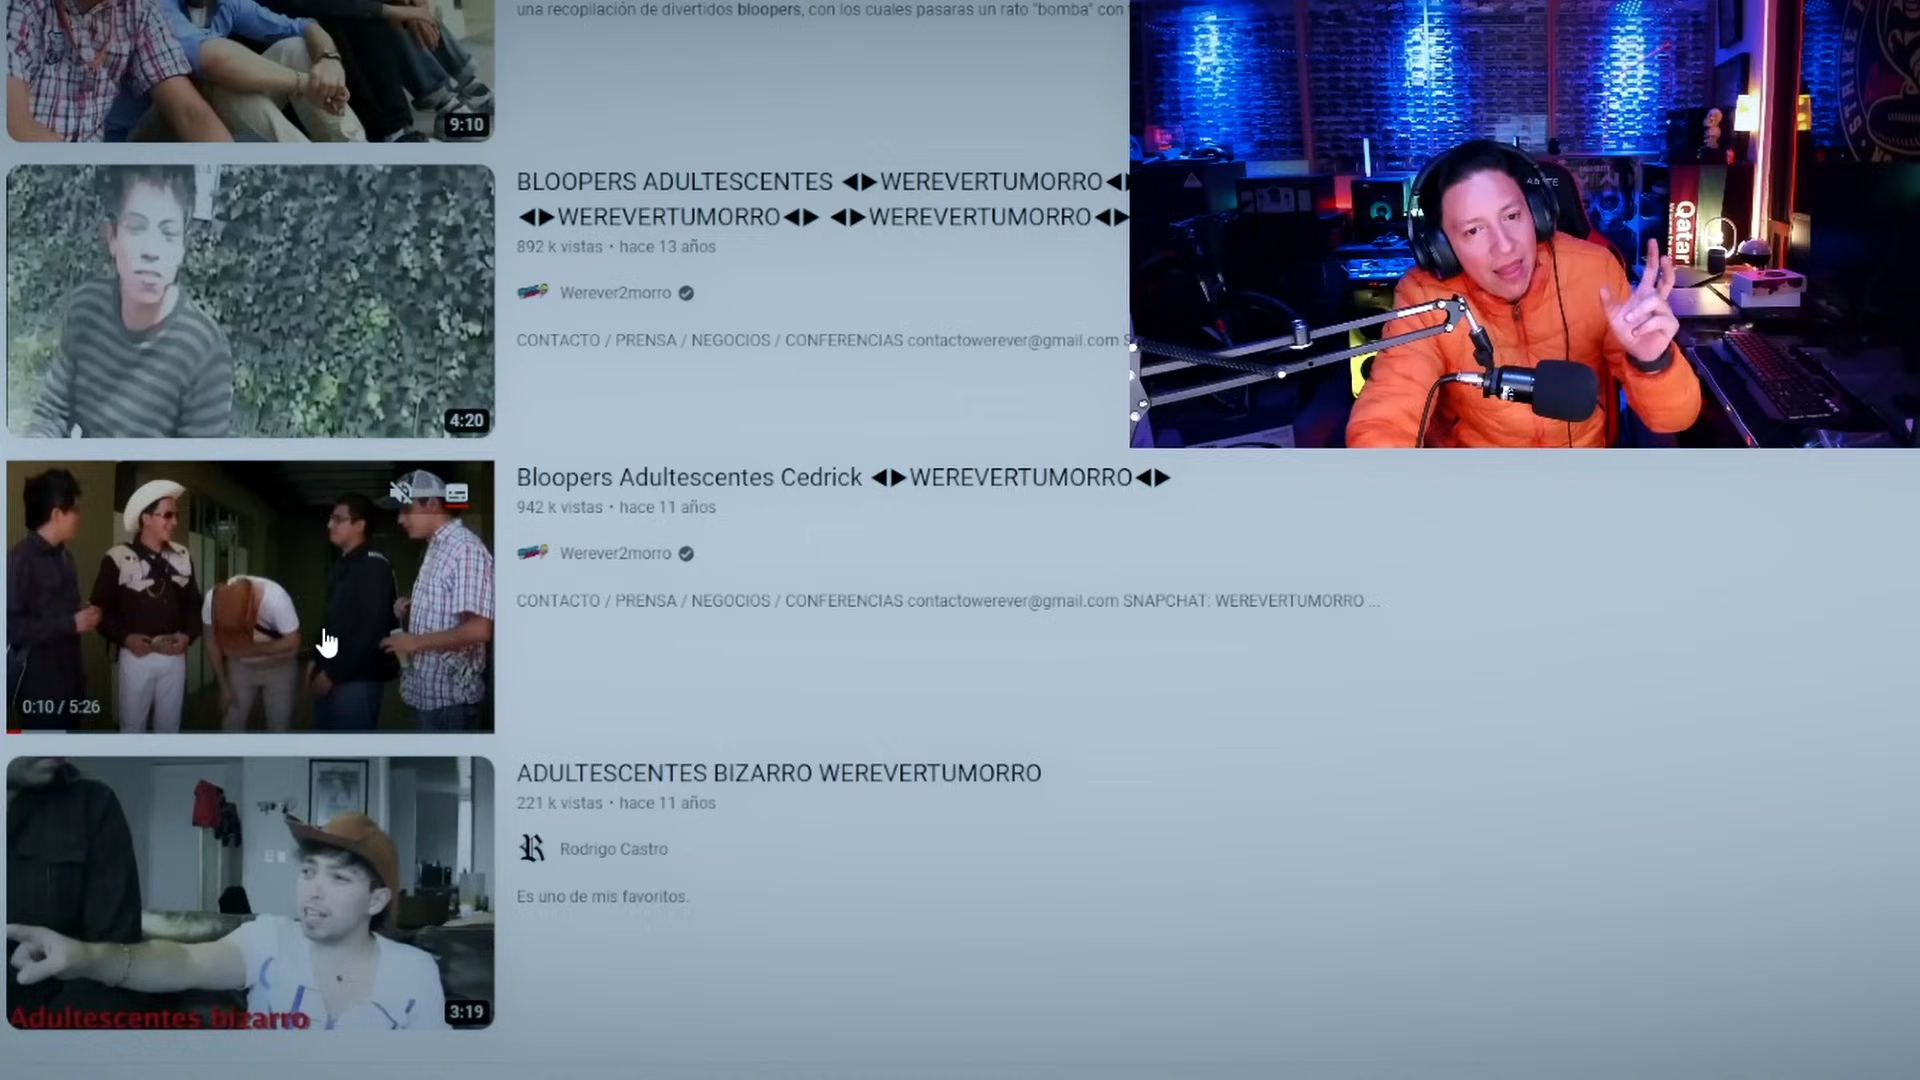 una recopilación de divertidos bloopers, con los cuales pasaras un rato "bomba" con
9:10
BLOOPERS ADULTESCENTES ◀▶WEREVERTUMORRO◀▶
◀▶WEREVERTUMORRO◀▶ ◀▶WEREVERTUMORRO◀▶
892 k vistas • hace 13 años
Werever2morro
CONTACTO / PRENSA / NEGOCIOS / CONFERENCIAS contactowerever@gmail.com S
4:20
Qatar
STRIKE
Bloopers Adultescentes Cedrick ◀▶WEREVERTUMORRO◀▶
942 k vistas • hace 11 años
Werever2morro
CONTACTO / PRENSA / NEGOCIOS / CONFERENCIAS contactowerever@gmail.com SNAPCHAT: WEREVERTUMORRO ...
0:10 / 5:26
ADULTESCENTES BIZARRO WEREVERTUMORRO
221 k vistas • hace 11 años
R Rodrigo Castro
Es uno de mis favoritos.
Adultescentes bizarro
3:19